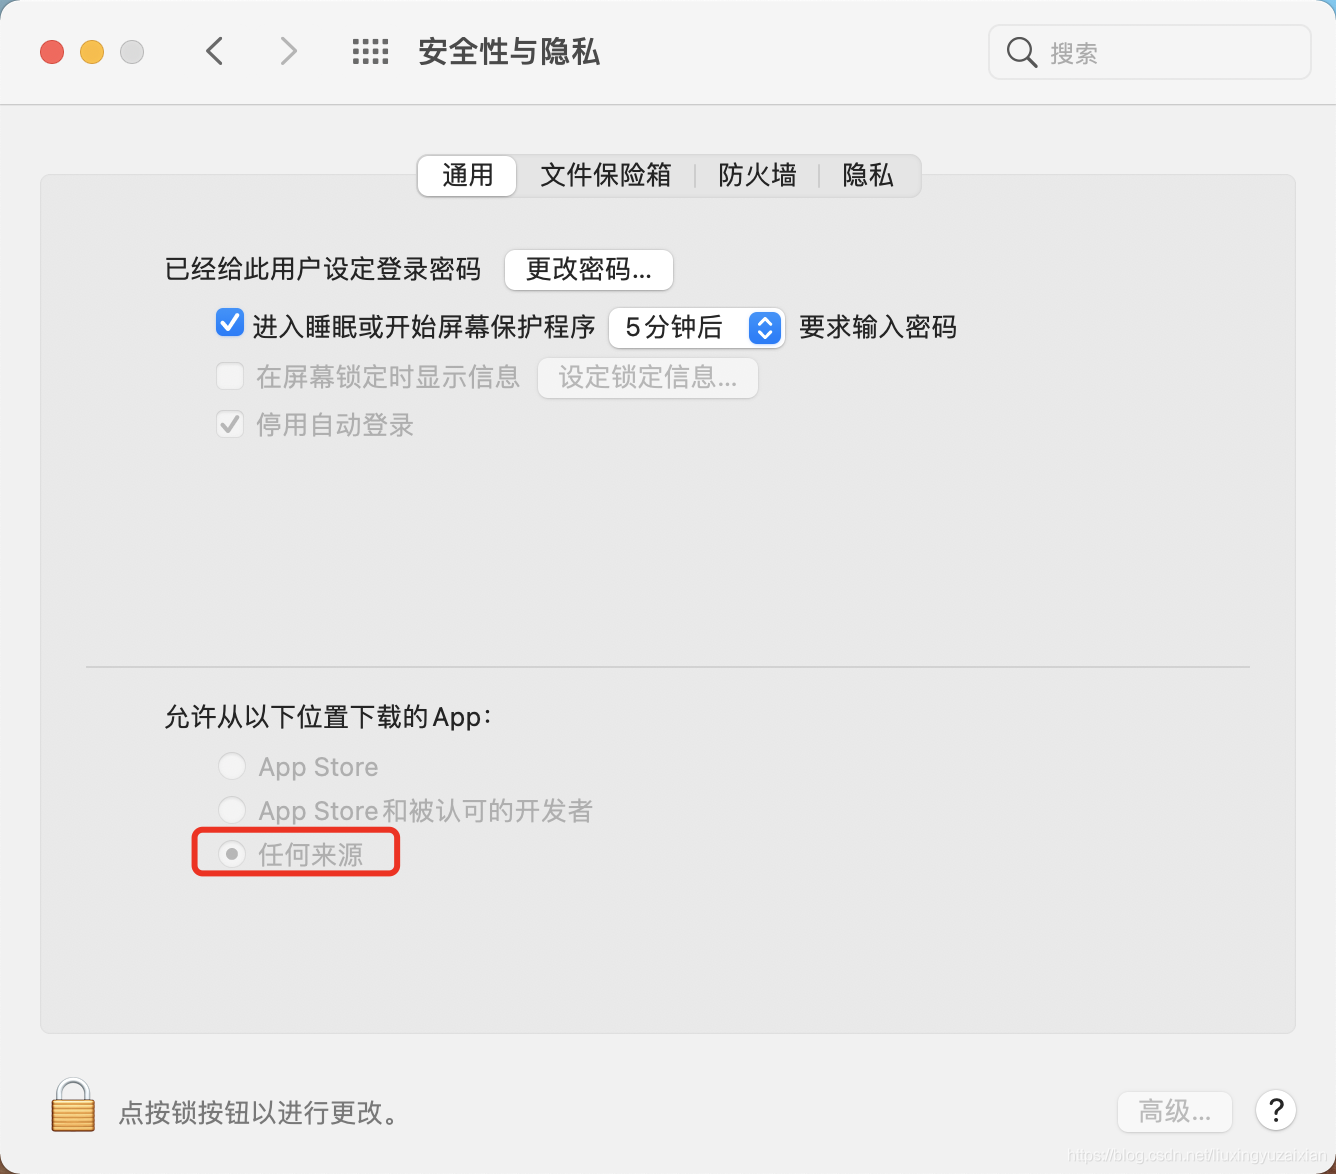 安全性与隐私 搜索
通用 文件保险箱 防火墙 隐私
已经给此用户设定登录密码 更改密码...
进入睡眠或开始屏幕保护程序 5分钟后 要求输入密码
在屏幕锁定时显示信息 设定锁定信息...
停用自动登录
允许从以下位置下载的App：
App Store
App Store和被认可的开发者
任何来源
点按锁按钮以进行更改。 高级... ?
https://blog.csdn.net/liuxingyuzaixian